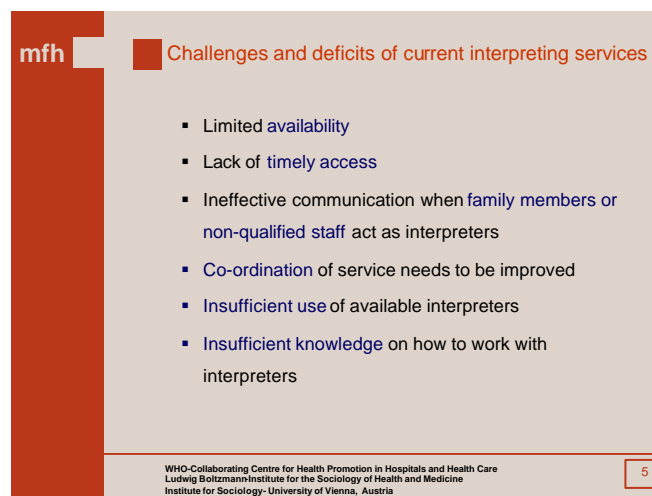 mfh
Challenges and deficits of current interpreting services
▪ Limited availability
▪ Lack of timely access
▪ Ineffective communication when family members or
non-qualified staff act as interpreters
▪ Co-ordination of service needs to be improved
▪ Insufficient use of available interpreters
▪ Insufficient knowledge on how to work with
interpreters
WHO-Collaborating Centre for Health Promotion in Hospitals and Health Care
Ludwig Boltzmann-Institute for the Sociology of Health and Medicine
Institute for Sociology- University of Vienna, Austria
5